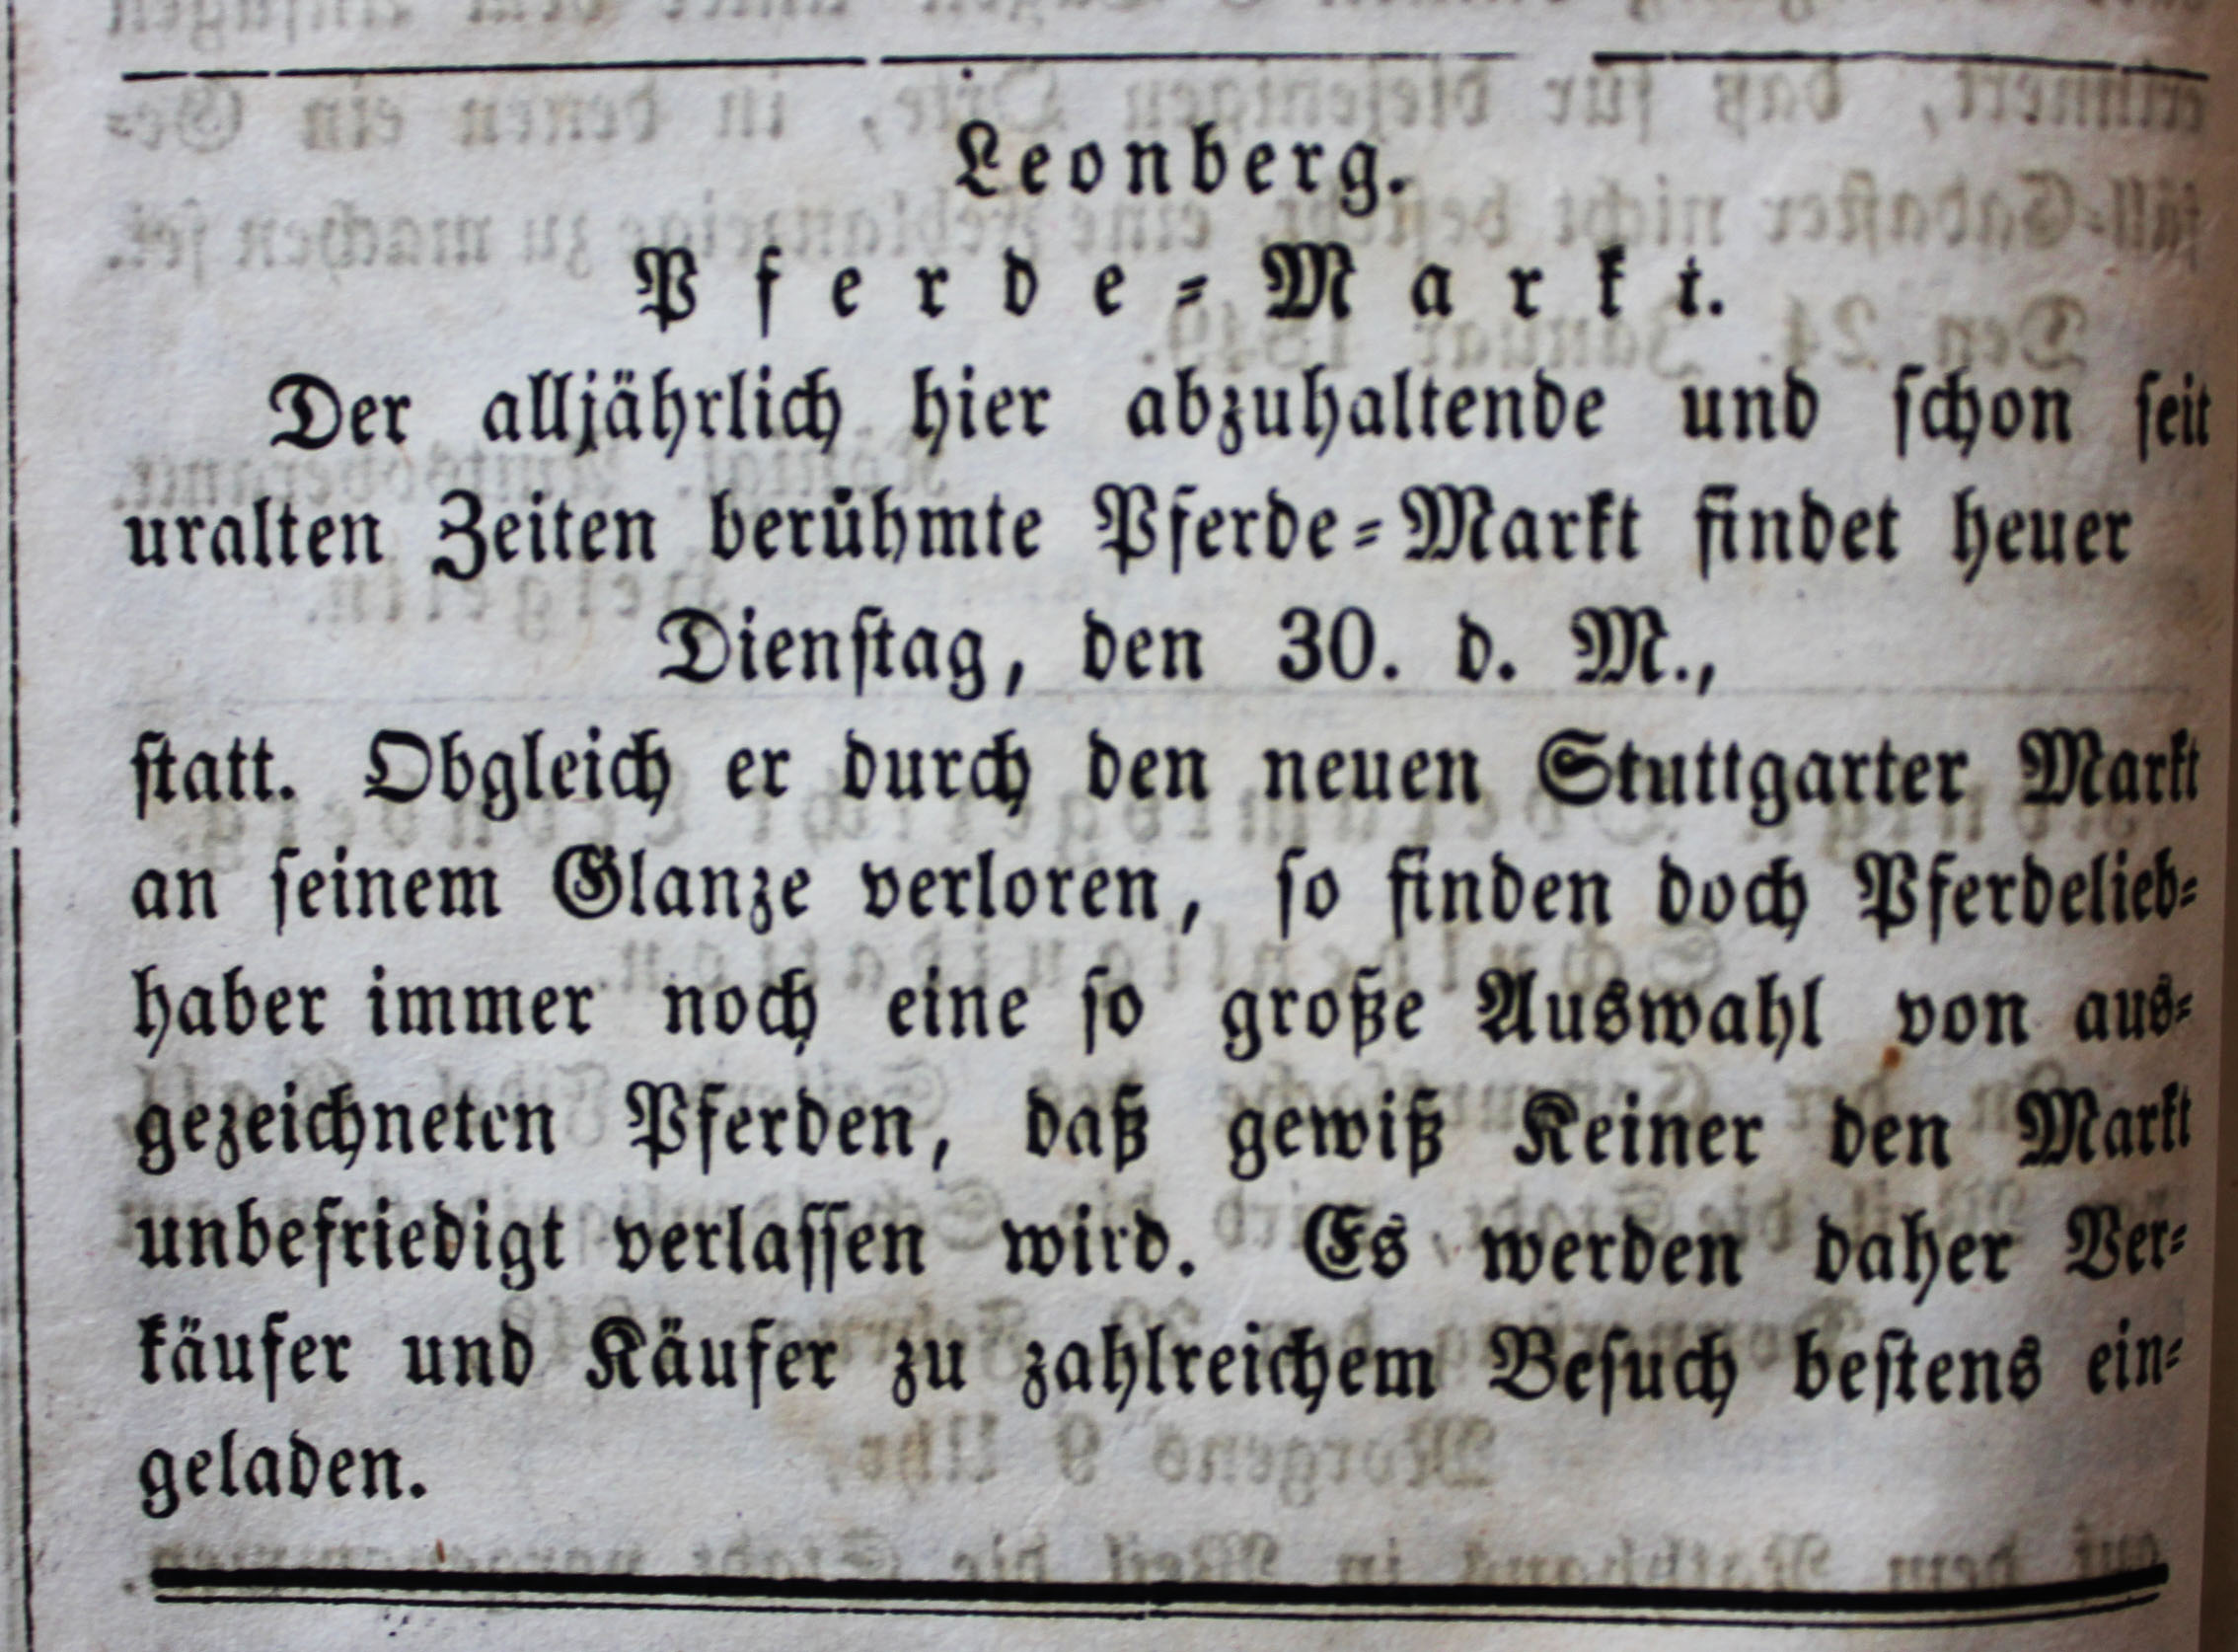 Leonberg.
Pferde-Markt.
Der alljährlich hier abzuhaltende und schon seit
uralten Zeiten berühmte Pferde-Markt findet heuer
Dienstag, den 30. d. M.,
statt. Obgleich er durch den neuen Stuttgarter Markt
an seinem Glanze verloren, so finden doch Pferdelieb-
haber immer noch eine so große Auswahl von aus-
gezeichneten Pferden, daß gewiß Keiner den Markt
unbefriedigt verlassen wird. Es werden daher Ver-
käufer und Käufer zu zahlreichem Besuch bestens ein-
geladen.